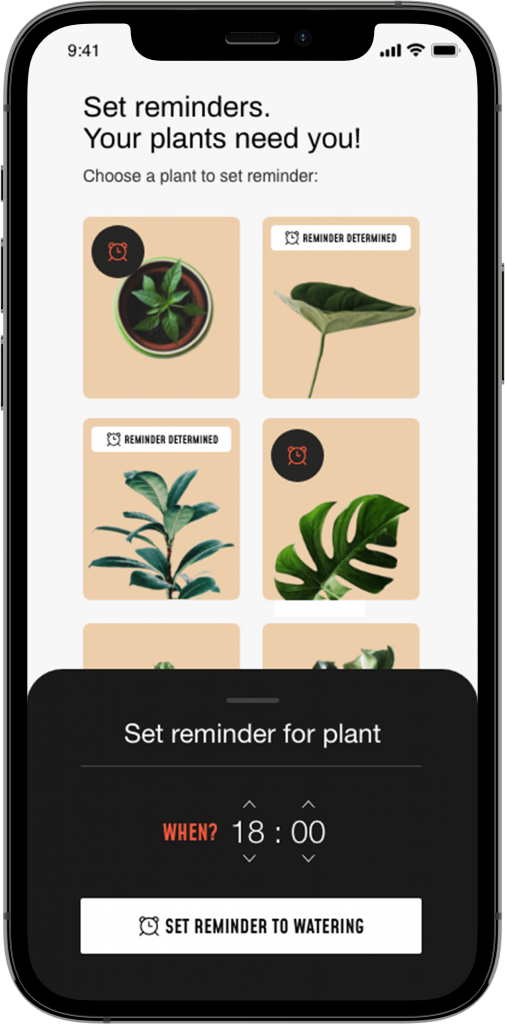 9:41
Set reminders.
Your plants need you!
Choose a plant to set reminder:
REMINDER DETERMINED
REMINDER DETERMINED
Set reminder for plant
WHEN? 18 : 00
SET REMINDER TO WATERING